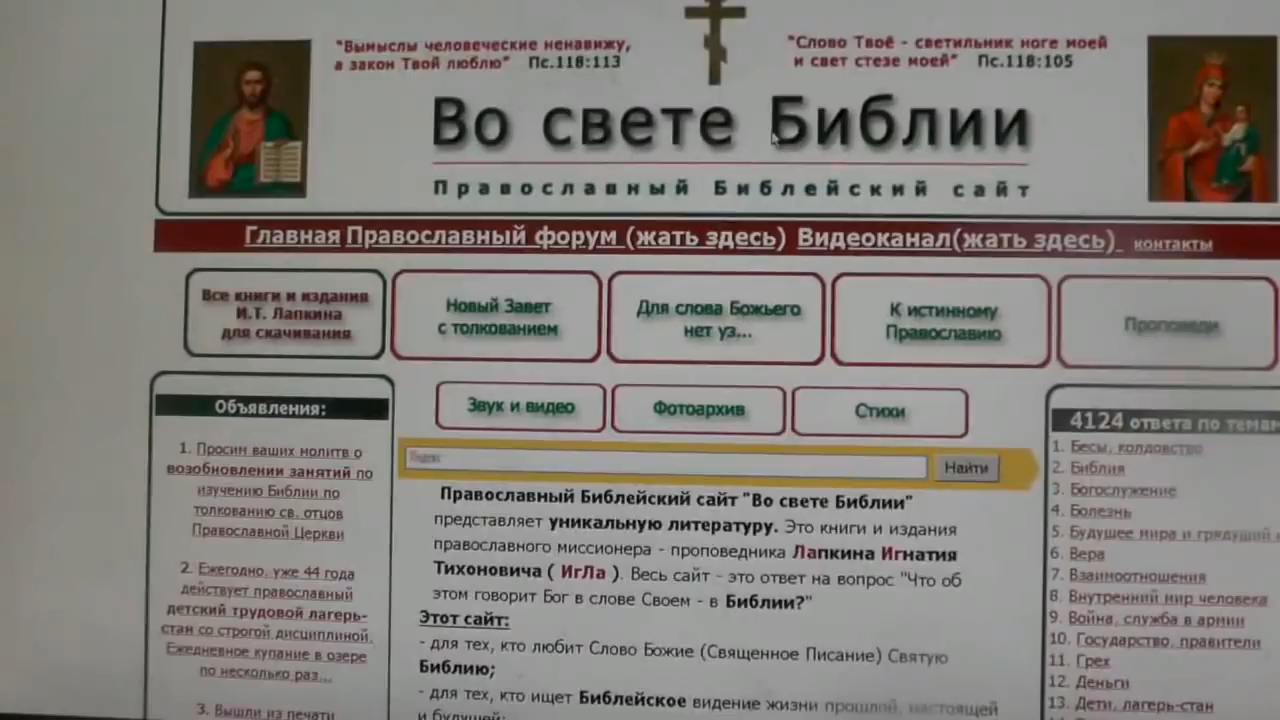 "Вымыслы человеческие ненавижу,
а закон Твой люблю" Пс.118:113
"Слово Твоё - светильник ноге моей
и свет стезе моей" Пс.118:105
Во свете Библии
Православный Библейский сайт
Главная Православный форум (жать здесь) Видеоканал(жать здесь) контакты
Все книги и издания
И.Т. Лапкина
для скачивания
Новый Завет
с толкованием
Для слова Божьего
нет уз...
К истинному
Православию
Проповеди
Звук и видео
Фотоархив
Стихи
Объявления:
1. Просим ваших молитв о
возобновлении занятий по
изучению Библии по
толкованию св. отцов
Православной Церкви
2. Ежегодно, уже 44 года
действует православный
детский трудовой лагерь-
стан со строгой дисциплиной.
Ежедневное купание в озере
по несколько раз...
3. Вышли из печати
Яндекс
Найти
Православный Библейский сайт "Во свете Библии"
представляет уникальную литературу. Это книги и издания
православного миссионера - проповедника Лапкина Игнатия
Тихоновича ( ИгЛа ). Весь сайт - это ответ на вопрос "Что об
этом говорит Бог в слове Своем - в Библии?"
Этот сайт:
- для тех, кто любит Слово Божие (Священное Писание) Святую
Библию;
- для тех, кто ищет Библейское видение жизни прошлой, настоящей
и будущей;
4124 ответа по темам
1. Бесы, колдовство
2. Библия
3. Богослужение
4. Болезнь
5. Будущее мира и грядущий
6. Вера
7. Взаимоотношения
8. Внутренний мир человека
9. Война, служба в армии
10. Государство, правители
11. Грех
12. Деньги
13. Дети, лагерь-стан